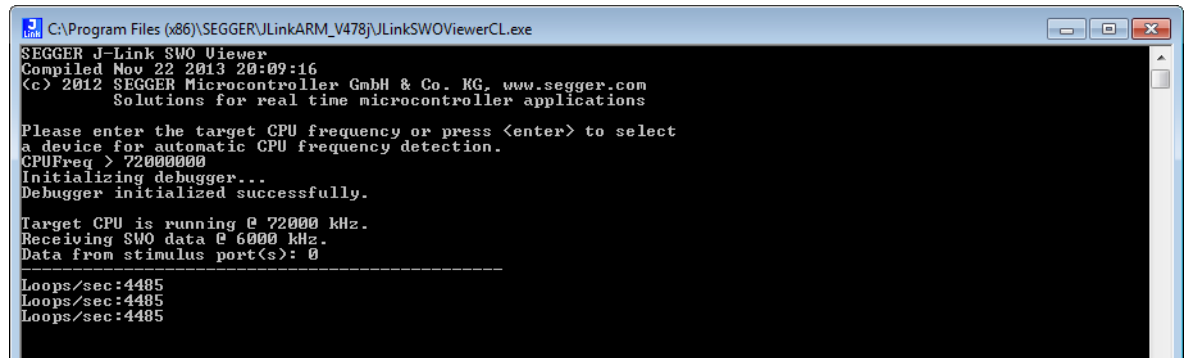 J Link C:\Program Files (x86)\SEGGER\JLinkARM_V478j\JLinkSWOViewerCL.exe
SEGGER J-Link SWO Viewer
Compiled Nov 22 2013 20:09:16
(c) 2012 SEGGER Microcontroller GmbH & Co. KG, www.segger.com
Solutions for real time microcontroller applications
Please enter the target CPU frequency or press <enter> to select
a device for automatic CPU frequency detection.
CPUFreq > 72000000
Initializing debugger...
Debugger initialized successfully.
Target CPU is running @ 72000 kHz.
Receiving SWO data @ 6000 kHz.
Data from stimulus port(s): 0
--------------------------------------------------
Loops/sec:4485
Loops/sec:4485
Loops/sec:4485